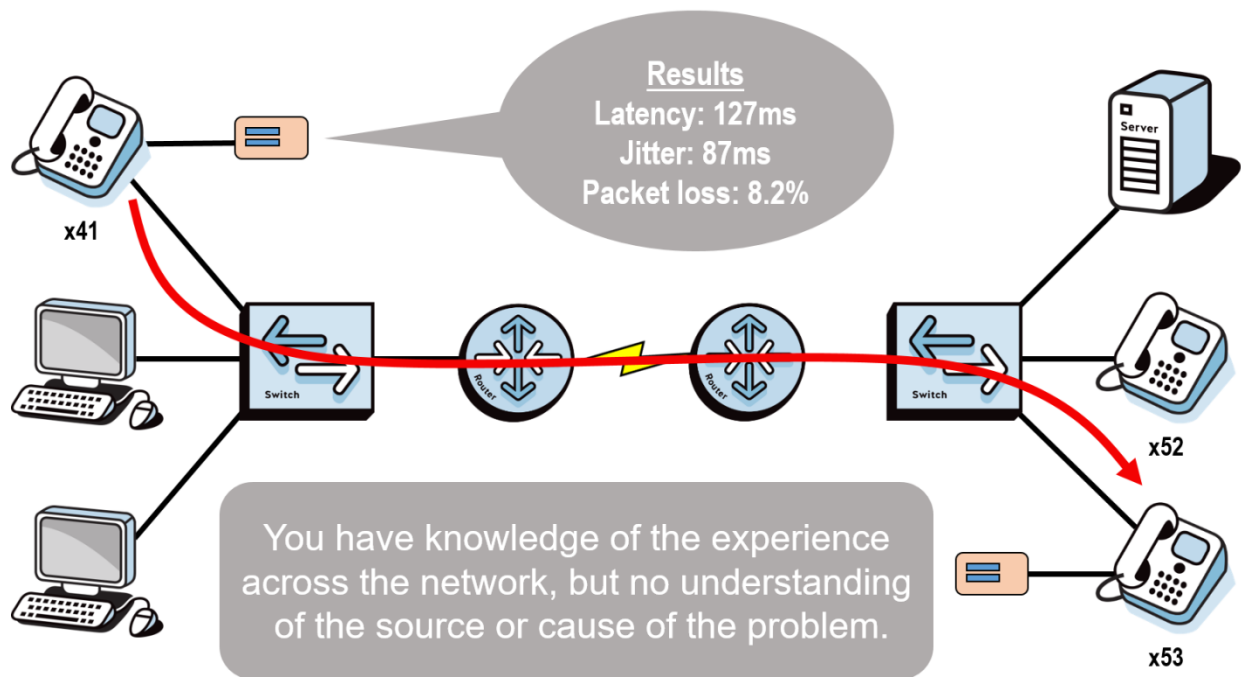 Results
Latency: 127ms
Jitter: 87ms
Packet loss: 8.2%
Server
x41
Switch
Router
Router
Switch
x52
You have knowledge of the experience
across the network, but no understanding
of the source or cause of the problem.
x53